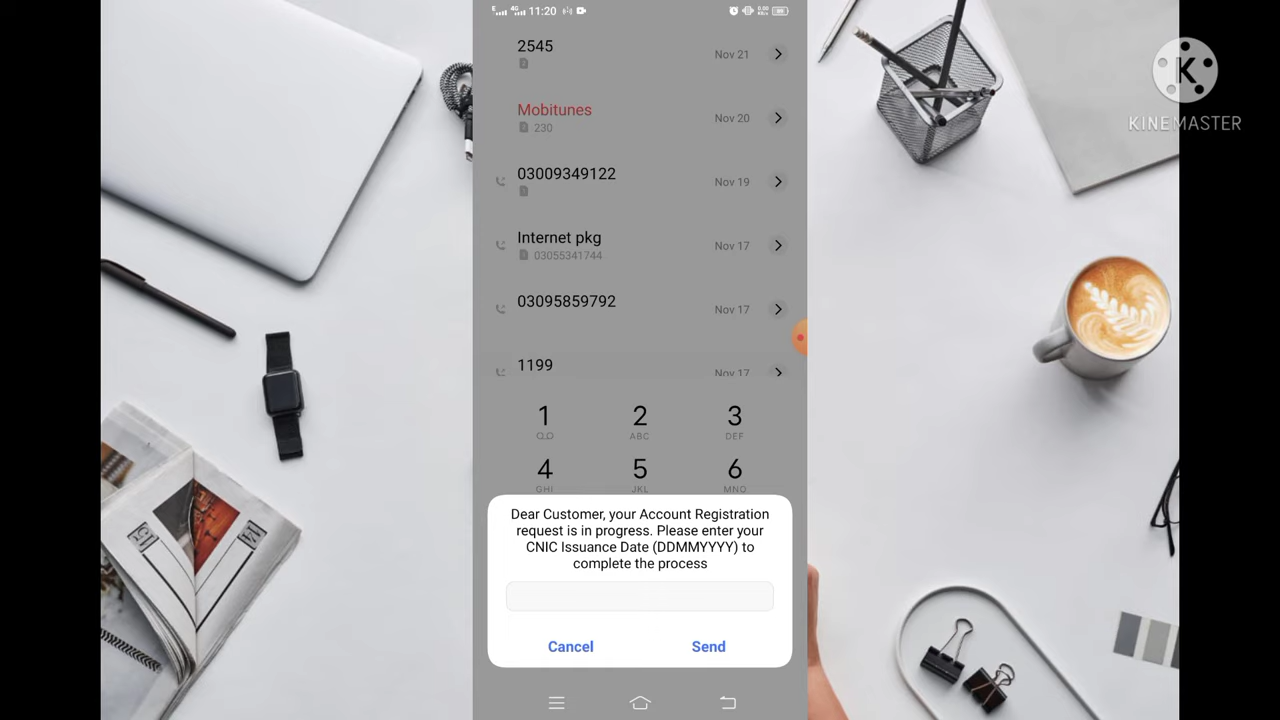 11:20
2545
Nov 21
2
Mobitunes
Nov 20
230
03009349122
Nov 19
Internet pkg
Nov 17
03055341744
03095859792
Nov 17
1199
Nov 17
1
2
3
ABC
DEF
4
5
6
GHI
JKL
MNO
Dear Customer, your Account Registration
request is in progress. Please enter your
CNIC Issuance Date (DDMMYYYY) to
complete the process
Cancel
Send
K
KINEMASTER